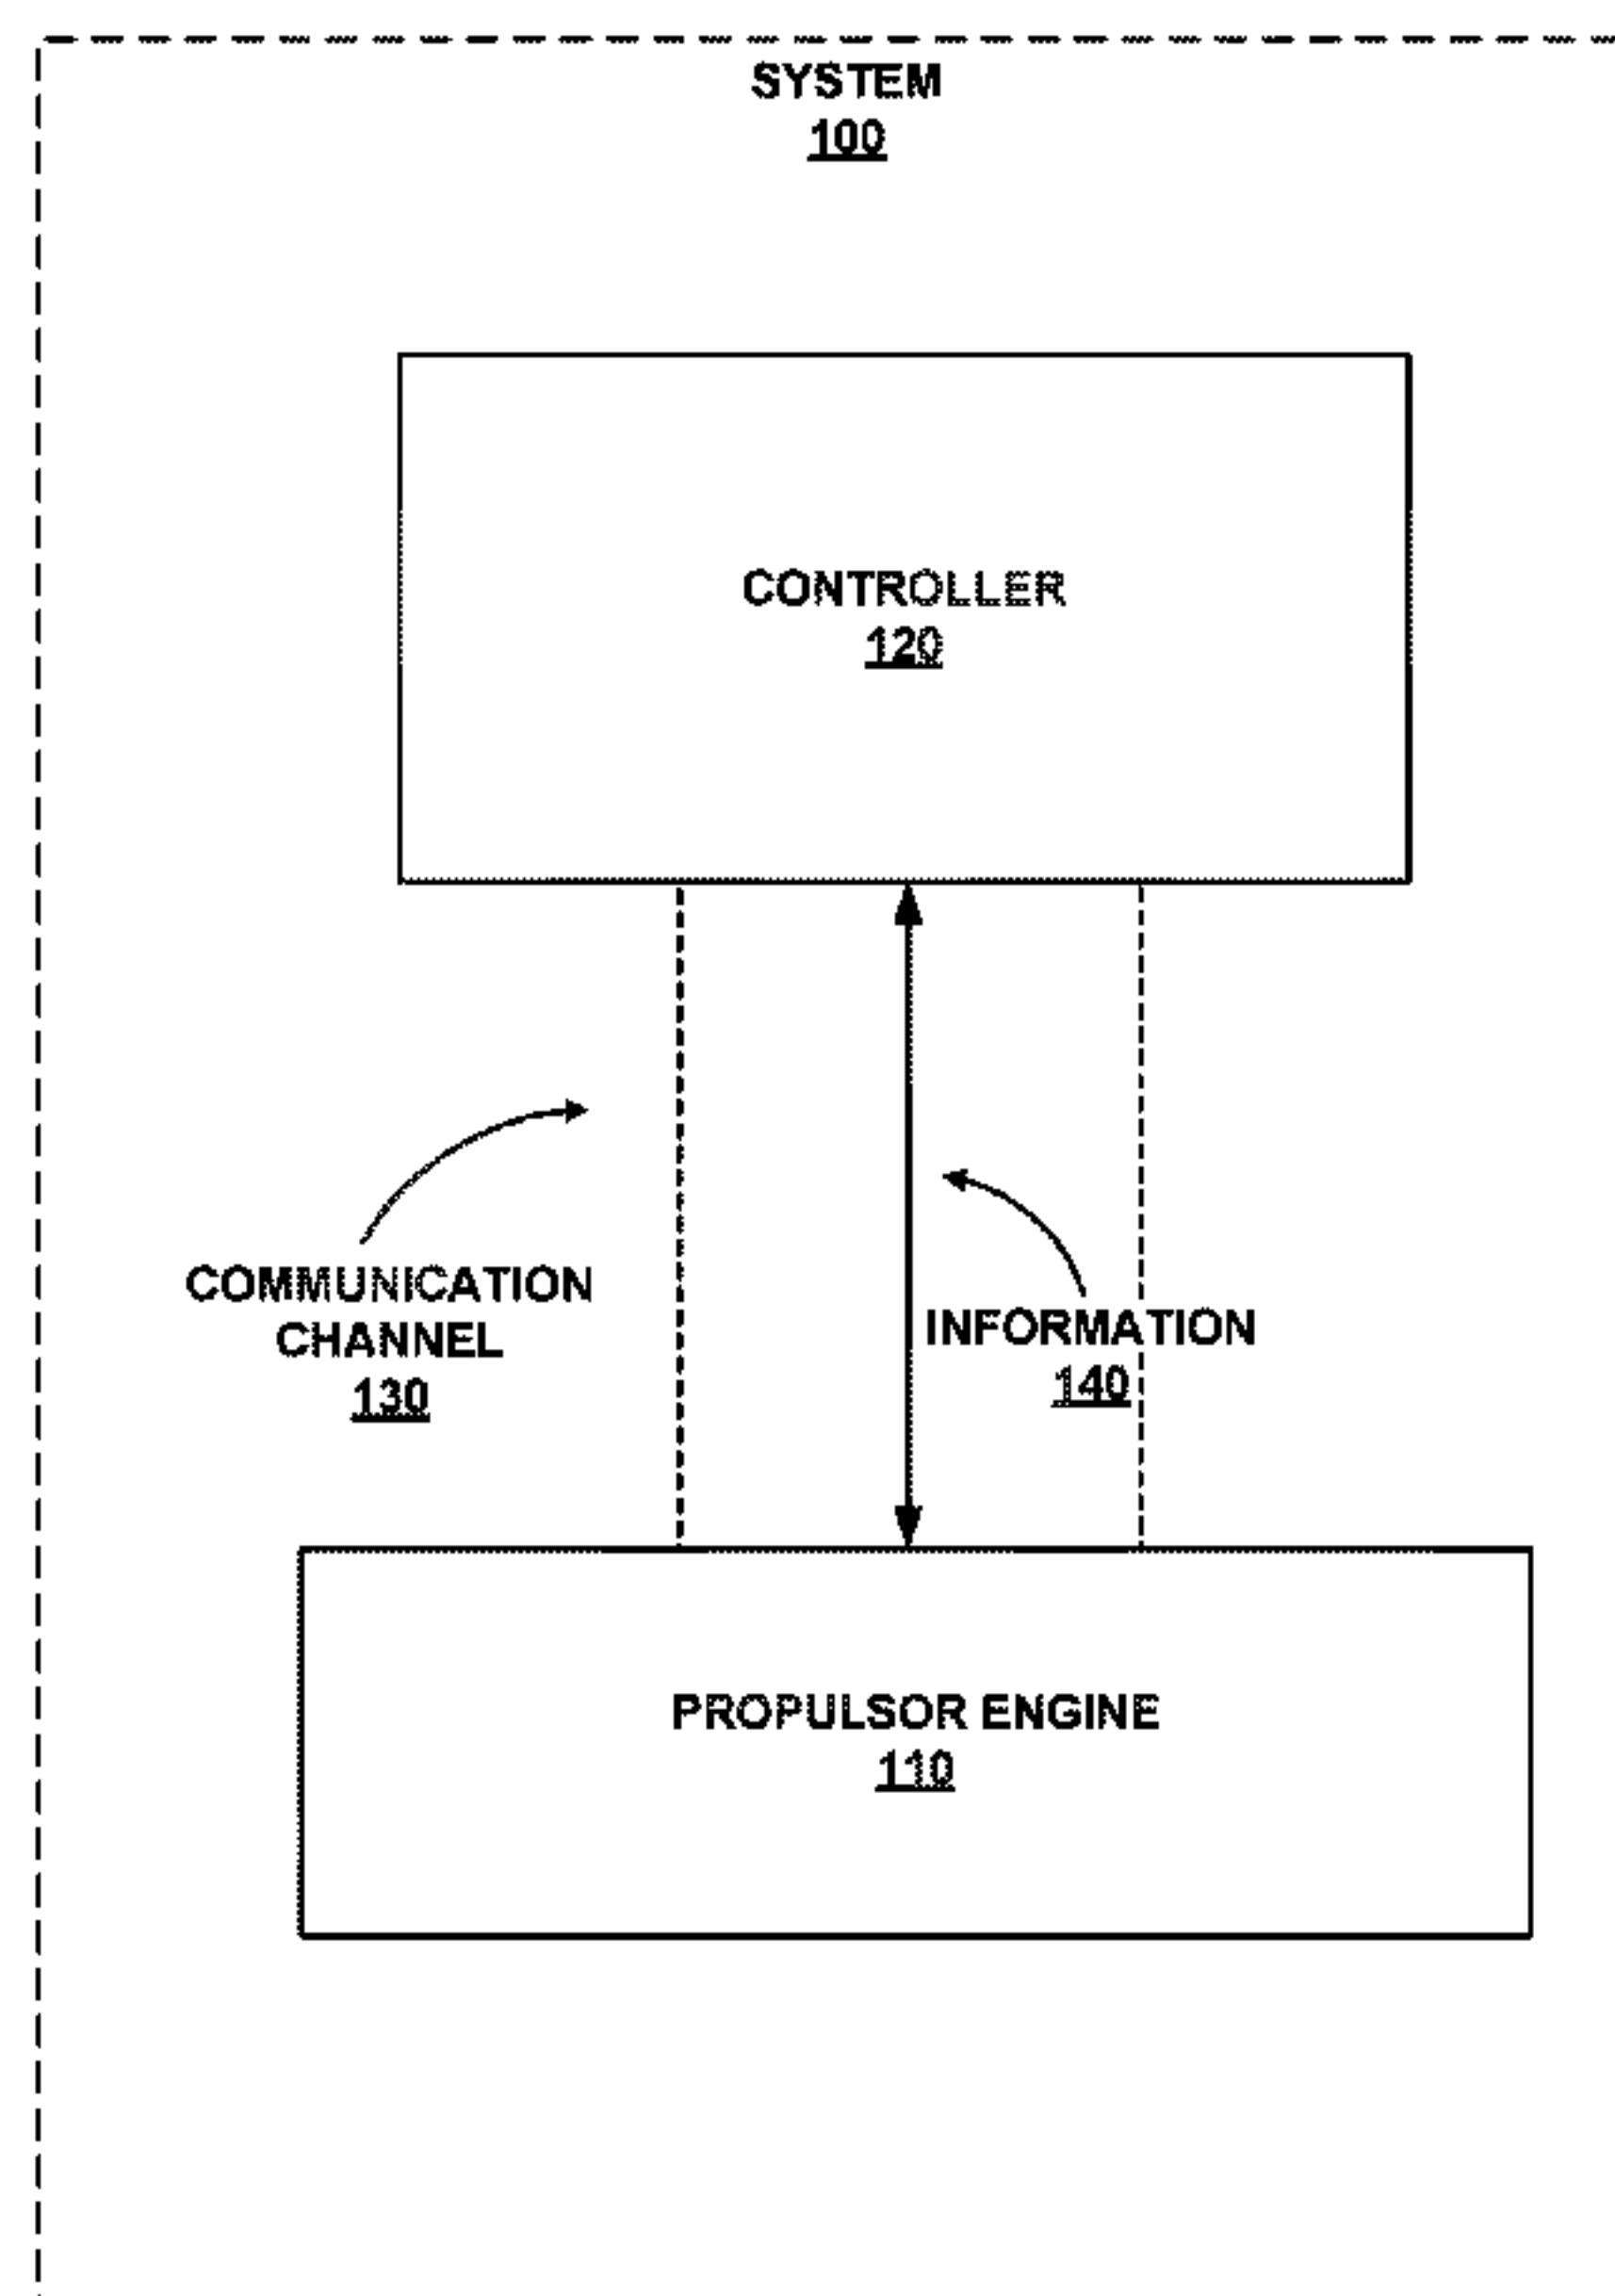 SYSTEM
100
CONTROLLER
120
COMMUNICATION
CHANNEL
130
INFORMATION
140
PROPULSOR ENGINE
110